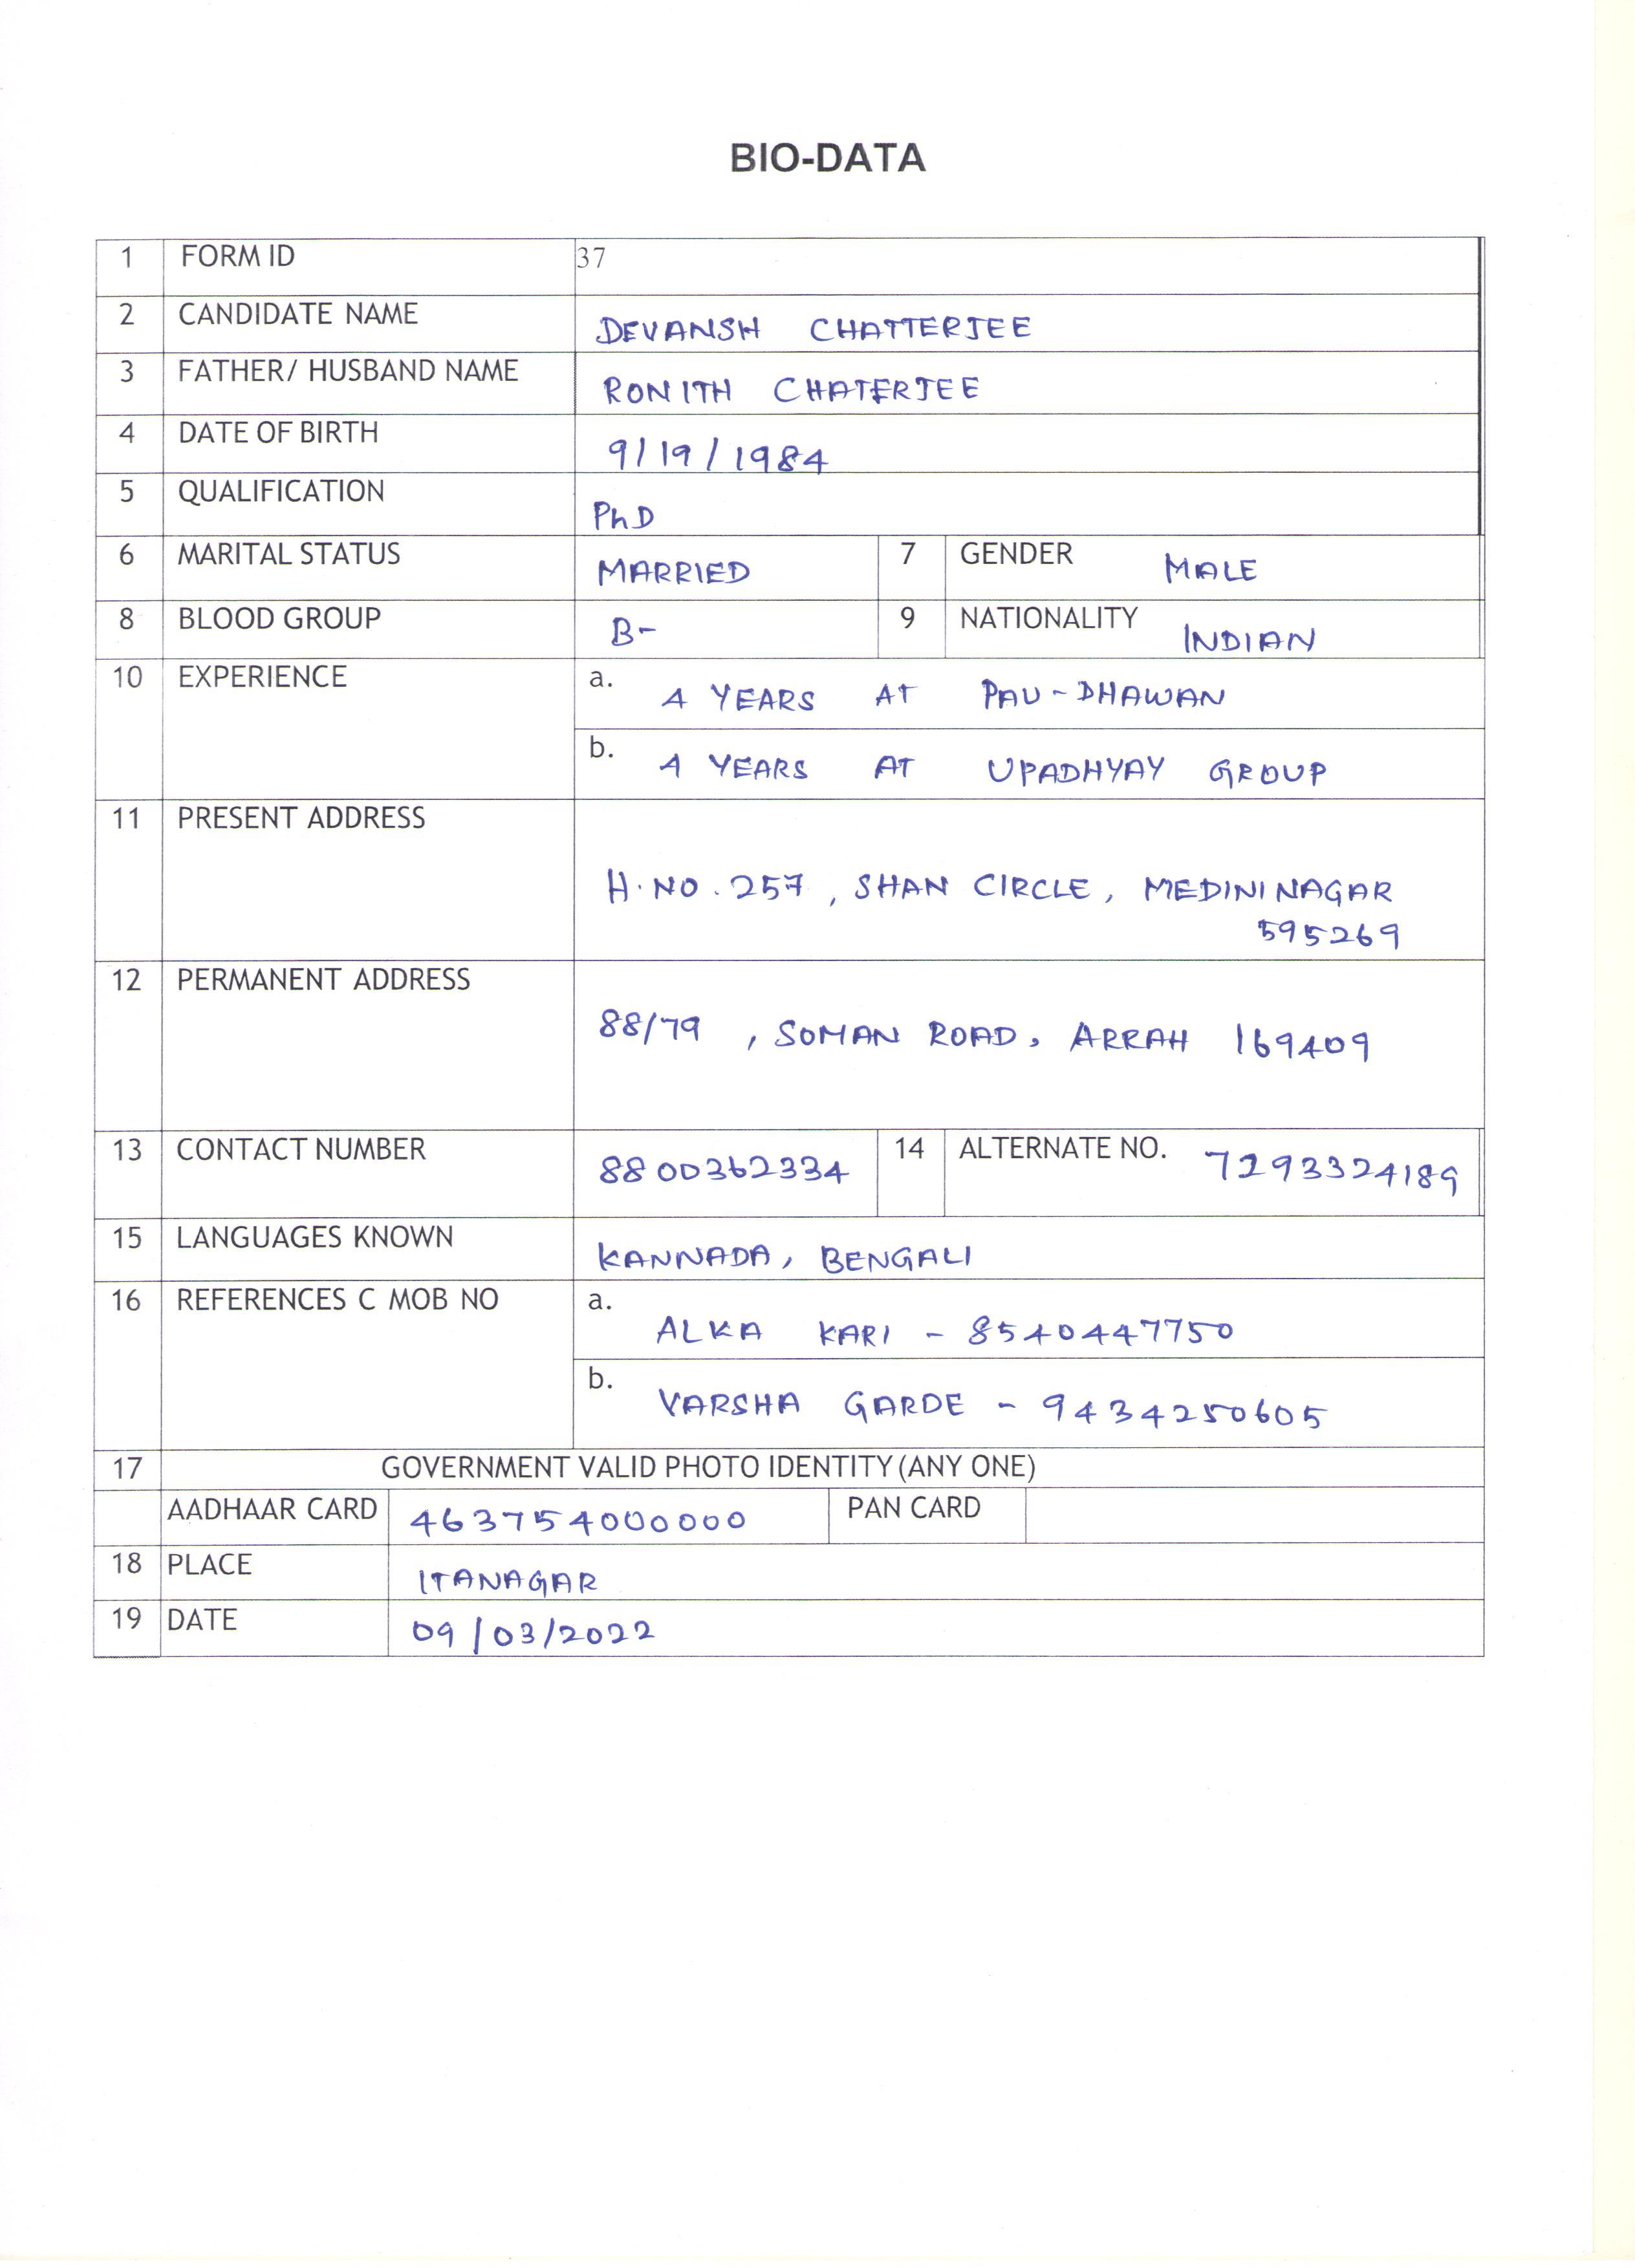 BIO-DATA
1 FORM ID 37
2 CANDIDATE NAME DEVANSH CHATTERJEE
3 FATHER/ HUSBAND NAME RONITH CHATERJEE
4 DATE OF BIRTH 9/19/1984
5 QUALIFICATION PhD
6 MARITAL STATUS MARRIED 7 GENDER MALE
8 BLOOD GROUP B- 9 NATIONALITY INDIAN
10 EXPERIENCE a. 4 YEARS AT PAU-DHAWAN
b. 4 YEARS AT UPADHYAY GROUP
11 PRESENT ADDRESS
H.NO.257, SHAN CIRCLE, MEDININAGAR
595269
12 PERMANENT ADDRESS
88/79, SOMAN ROAD, ARRAH 169409
13 CONTACT NUMBER 8800362334 14 ALTERNATE NO. 7293324189
15 LANGUAGES KNOWN KANNADA, BENGALI
16 REFERENCES C MOB NO a. ALKA KARI - 8540447750
b. VARSHA GARDE - 9434250605
17 GOVERNMENT VALID PHOTO IDENTITY (ANY ONE)
AADHAAR CARD 463754000000 PAN CARD
18 PLACE ITANAGAR
19 DATE 09/03/2022